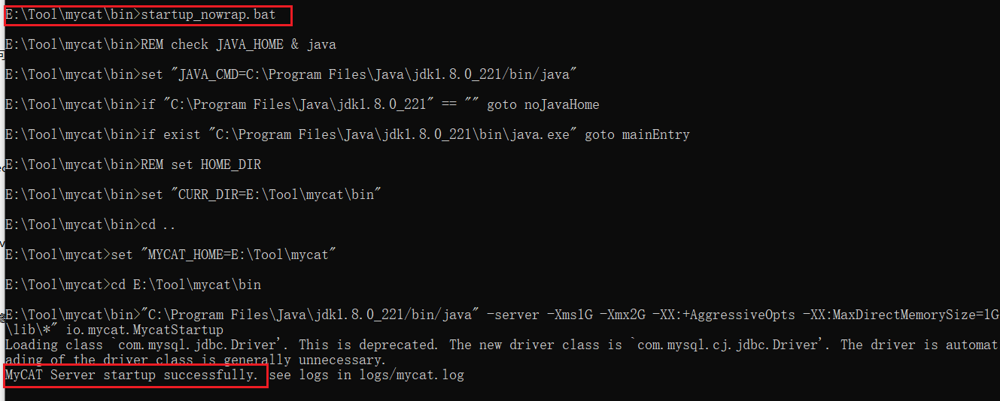 E:\Tool\mycat\bin>startup_nowrap.bat
E:\Tool\mycat\bin>REM check JAVA_HOME & java
E:\Tool\mycat\bin>set "JAVA_CMD=C:\Program Files\Java\jdk1.8.0_221/bin/java"
E:\Tool\mycat\bin>if "C:\Program Files\Java\jdk1.8.0_221" == "" goto noJavaHome
E:\Tool\mycat\bin>if exist "C:\Program Files\Java\jdk1.8.0_221\bin\java.exe" goto mainEntry
E:\Tool\mycat\bin>REM set HOME_DIR
E:\Tool\mycat\bin>set "CURR_DIR=E:\Tool\mycat\bin"
E:\Tool\mycat\bin>cd ..
E:\Tool\mycat>set "MYCAT_HOME=E:\Tool\mycat"
E:\Tool\mycat>cd E:\Tool\mycat\bin
E:\Tool\mycat\bin>"C:\Program Files\Java\jdk1.8.0_221/bin/java" -server -Xms1G -Xmx2G -XX:+AggressiveOpts -XX:MaxDirectMemorySize=1G
\lib\*" io.mycat.MycatStartup
Loading class `com.mysql.jdbc.Driver'. This is deprecated. The new driver class is `com.mysql.cj.jdbc.Driver'. The driver is automat
ading of the driver class is generally unnecessary.
MyCAT Server startup successfully. see logs in logs/mycat.log